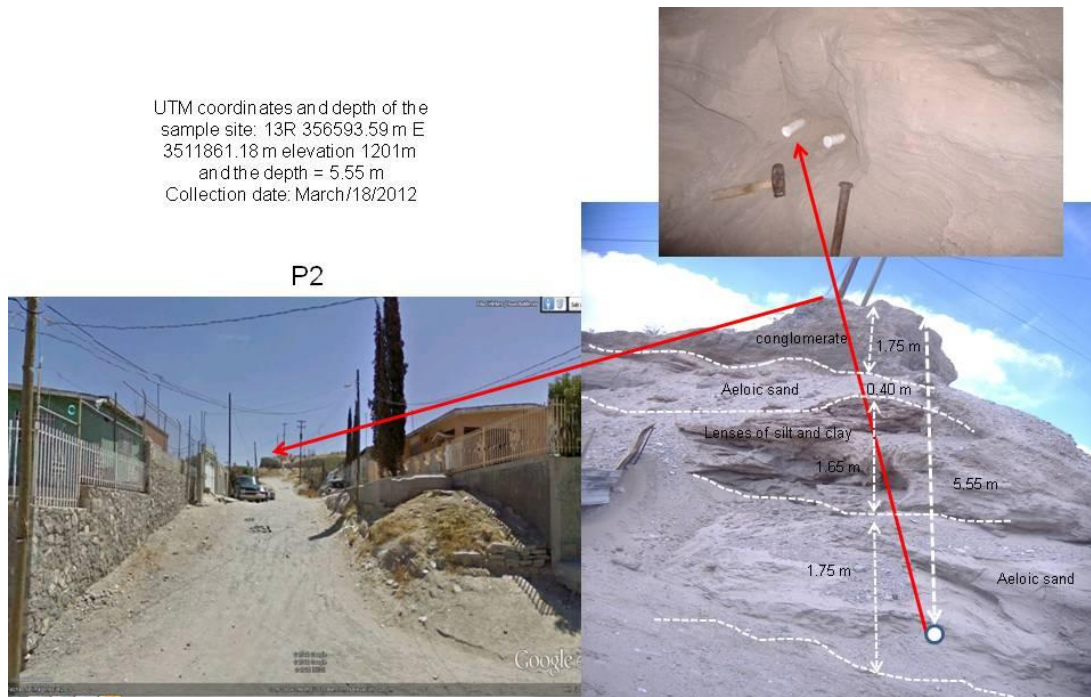 UTM coordinates and depth of the
sample site: 13R 356593.59 m E
3511861.18 m elevation 1201m
and the depth = 5.55 m
Collection date: March/18/2012
P2
conglomerate
1.75 m
Aeloic sand
0.40 m
Lenses of silt and clay
1.65 m
5.55 m
1.75 m
Aeloic sand
Google